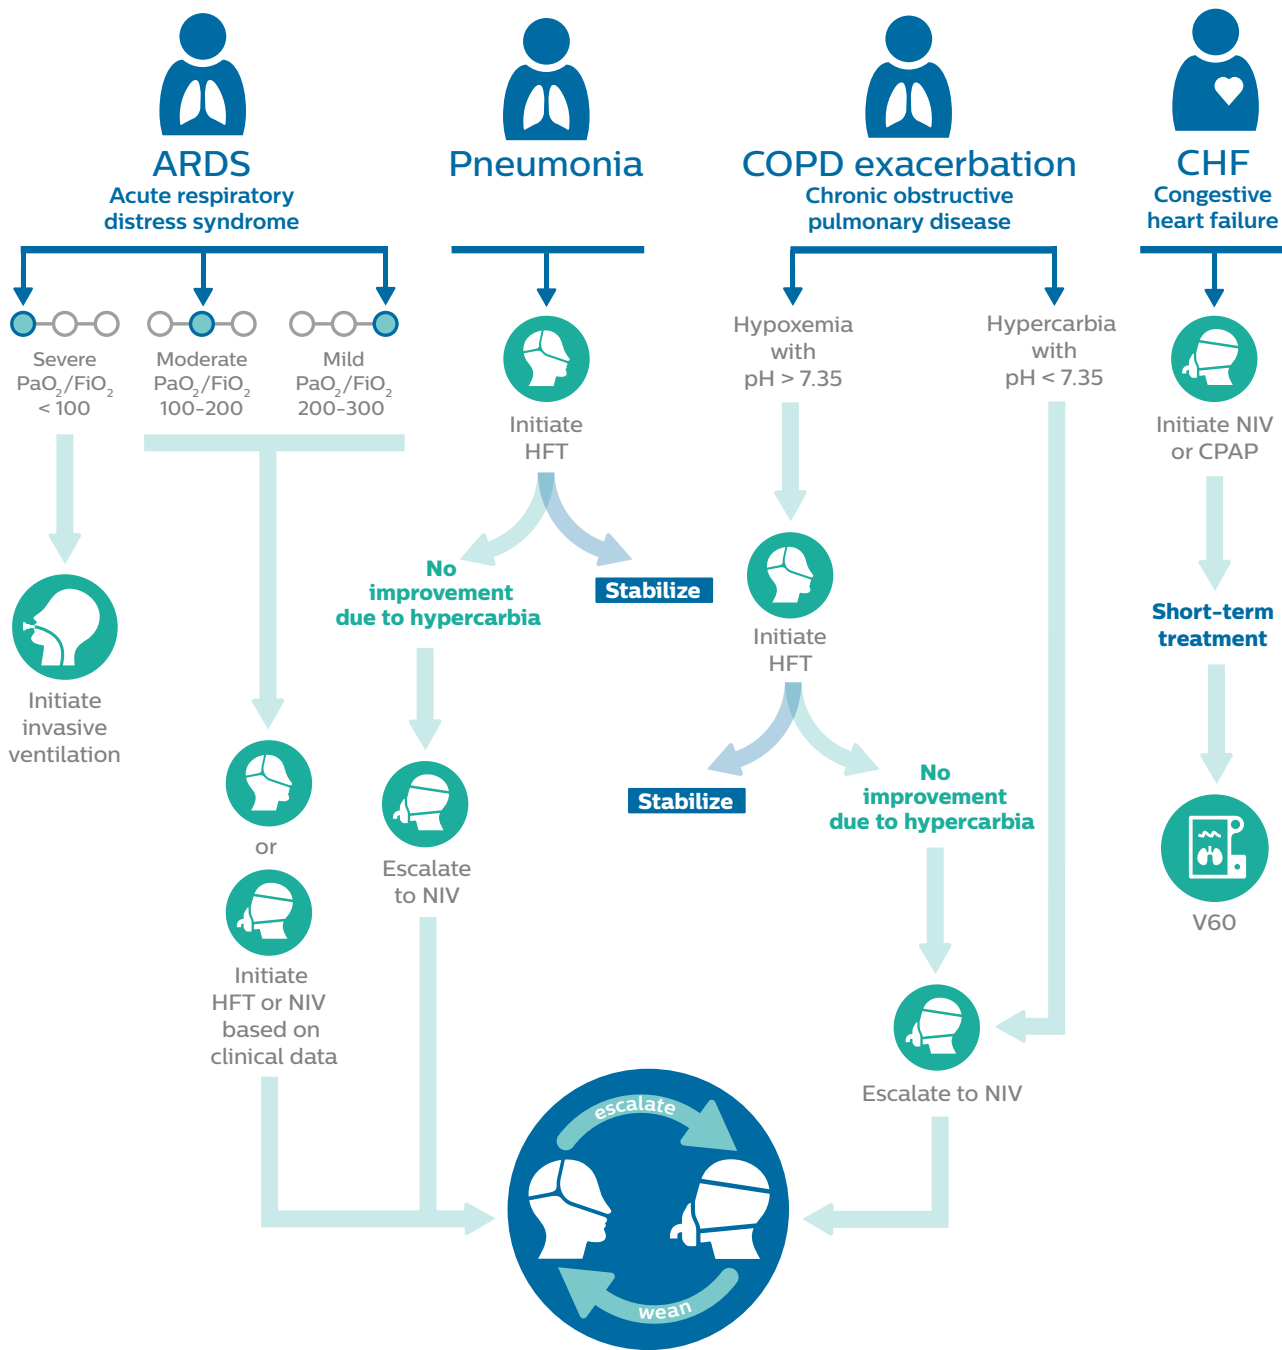 ARDS
Acute respiratory
distress syndrome
Severe
PaO₂/FiO₂
< 100
Moderate
PaO₂/FiO₂
100-200
Mild
PaO₂/FiO₂
200-300
Initiate
invasive
ventilation
or
Initiate
HFT or NIV
based on
clinical data
Pneumonia
Initiate
HFT
No
improvement
due to hypercarbia
Stabilize
Escalate
to NIV
COPD exacerbation
Chronic obstructive
pulmonary disease
Hypoxemia
with
pH > 7.35
Hypercarbia
with
pH < 7.35
Initiate
HFT
Stabilize
No
improvement
due to hypercarbia
Escalate to NIV
CHF
Congestive
heart failure
Initiate NIV
or CPAP
Short-term
treatment
V60
escalate
wean